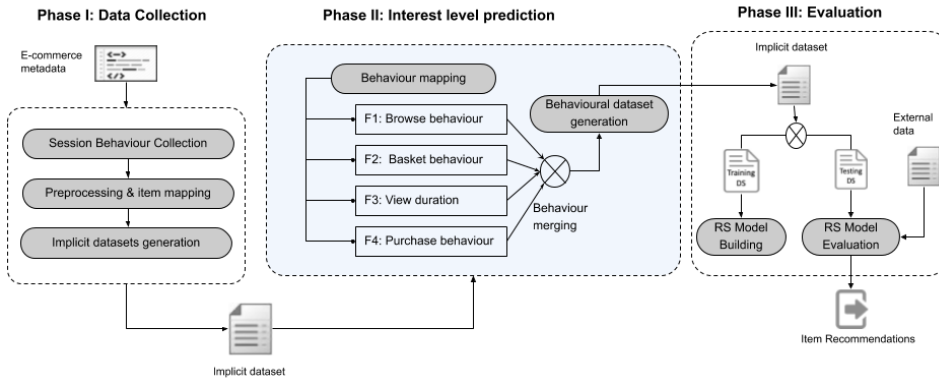 Phase I: Data Collection
E-commerce
metadata
Session Behaviour Collection
Preprocessing & item mapping
Implicit datasets generation
Implicit dataset
Phase II: Interest level prediction
Behaviour mapping
F1: Browse behaviour
F2: Basket behaviour
F3: View duration
F4: Purchase behaviour
Behaviour
merging
Behavioural dataset
generation
Phase III: Evaluation
Implicit dataset
External
data
Training
DS
Testing
DS
RS Model
Building
RS Model
Evaluation
Item Recommendations